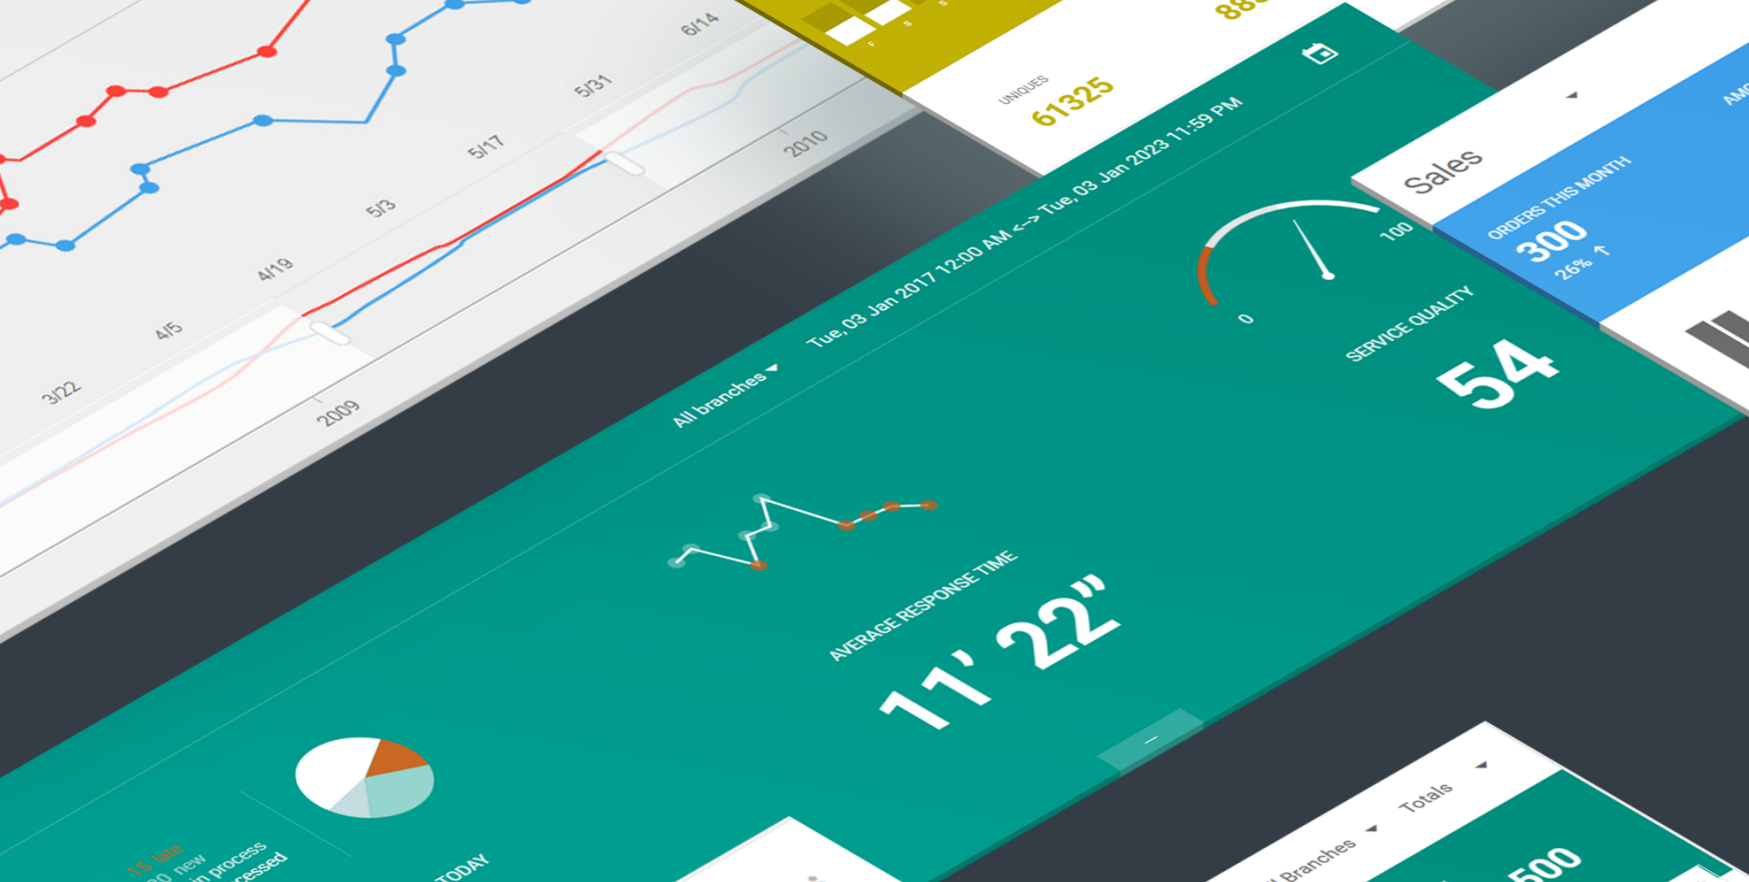 6/14
5/31
5/17
5/3
4/19
4/5
3/22
2010
2009
F
S
S
UNIQUES
61325
All branches
Tue, 03 Jan 2017 12:00 AM <--> Tue, 03 Jan 2023 11:59 PM
0
100
SERVICE QUALITY
54
AVERAGE RESPONSE TIME
11’ 22”
15 late
new
in process
TODAY
Sales
ORDERS THIS MONTH
300
26% ↑
Branches
Totals
500